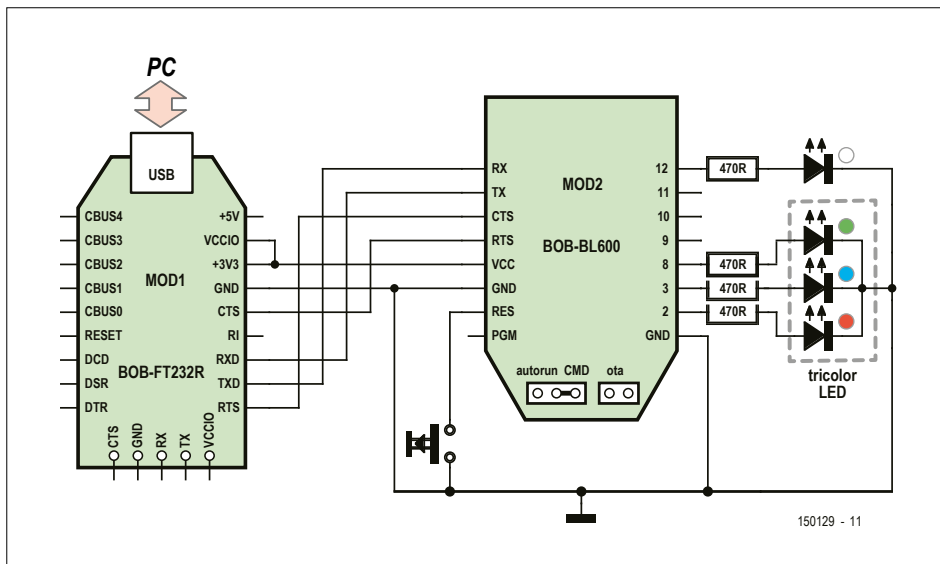 PC
USB
CBUS4
CBUS3
CBUS2
CBUS1
CBUS0
RESET
DCD
DSR
DTR
MOD1
BOB-FT232R
+5V
VCCIO
+3V3
GND
CTS
RI
RXD
TXD
RTS
CTS
GND
RX
TX
VCCIO
RX
TX
CTS
RTS
VCC
GND
RES
PGM
MOD2
BOB-BL600
autorun CMD
ota
12
11
10
9
8
3
2
GND
470R
470R
470R
470R
tricolor
LED
150129 - 11